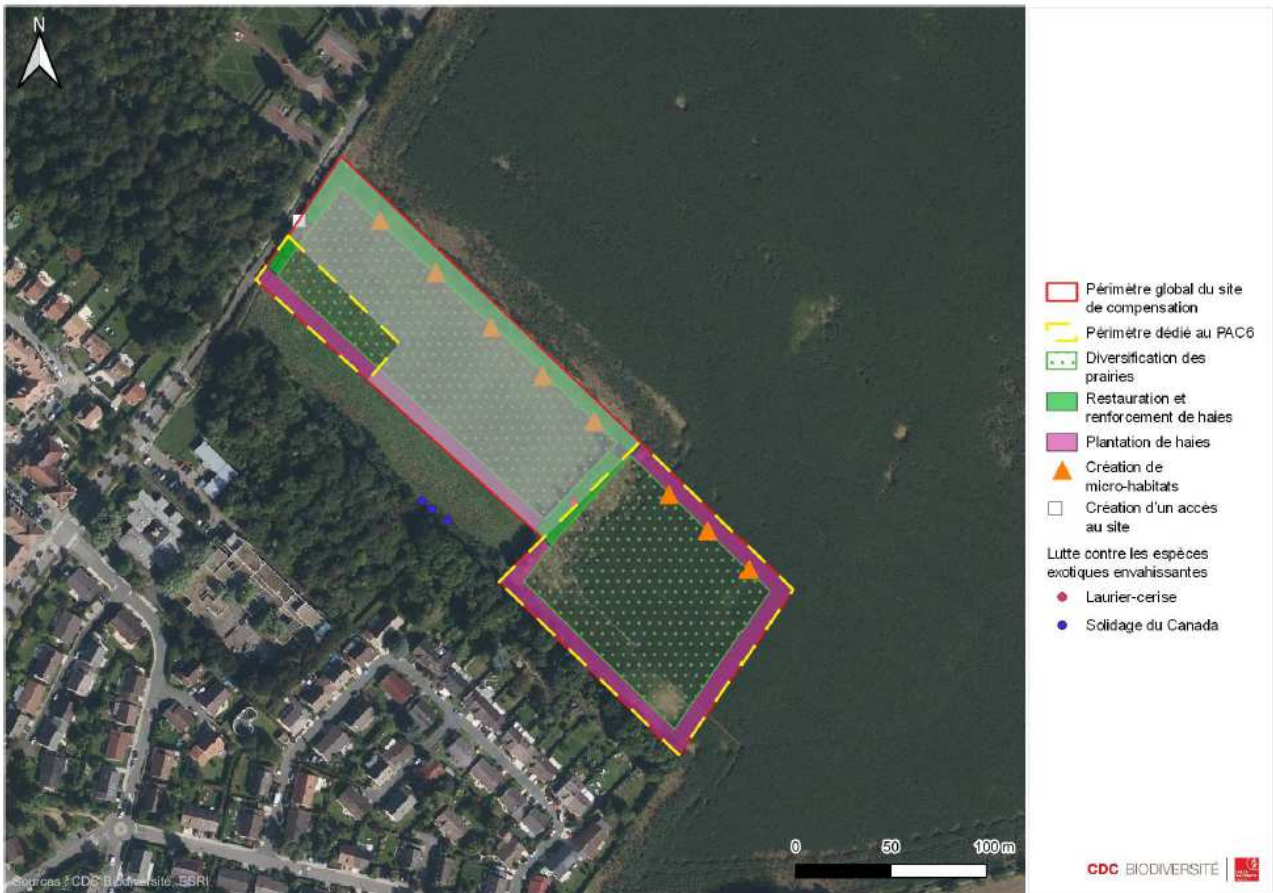 N
Périmètre global du site
de compensation
Périmètre dédié au PAC6
Diversification des
prairies
Restauration et
renforcement de haies
Plantation de haies
Création de
micro-habitats
Création d'un accès
au site
Lutte contre les espèces
exotiques envahissantes
Laurier-cerise
Solidage du Canada
0 50 100 m
Sources : CDC Biodiversité, ESRI
CDC BIODIVERSITÉ